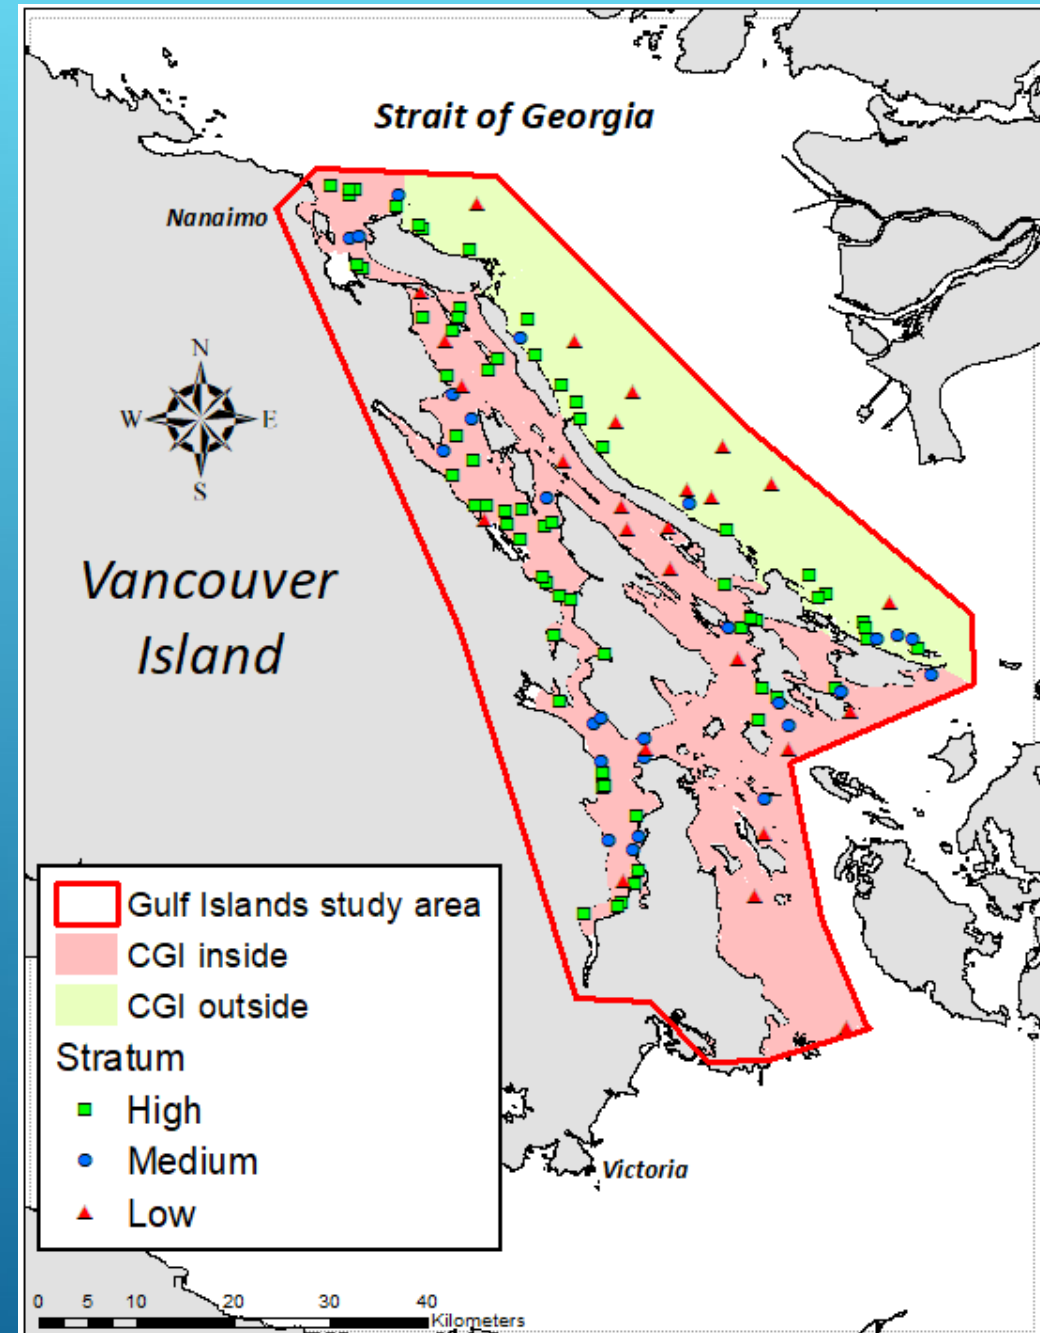 Strait of Georgia
Nanaimo
N
W
E
S
Vancouver
Island
Gulf Islands study area
CGI inside
CGI outside
Stratum
High
Medium
Low
Victoria
0 5 10 20 30 40
Kilometers